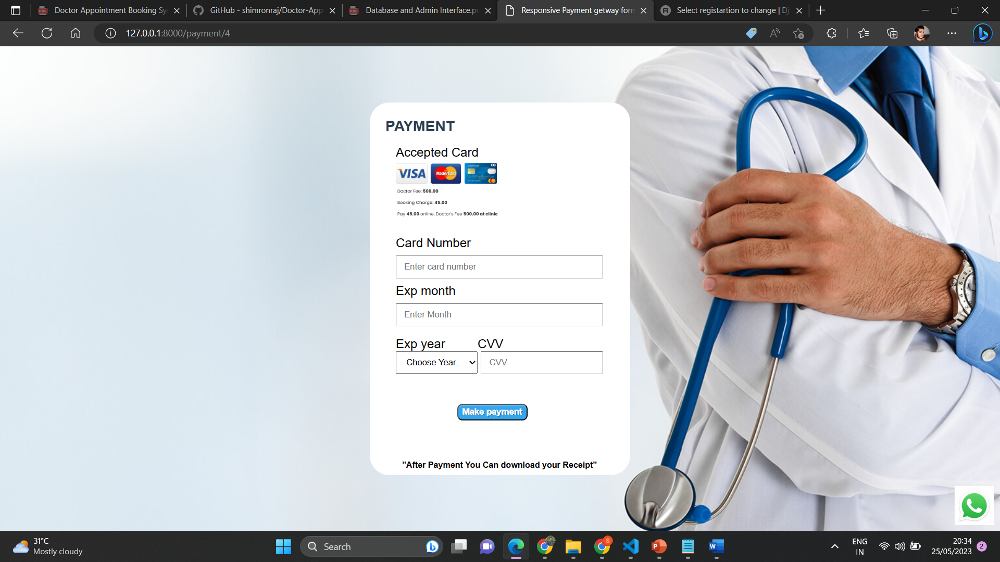 Doctor Appointment Booking Sy
GitHub - shimronraj/Doctor-App
Database and Admin Interface.p
Responsive Payment getway form
Select registartion to change | Dj
127.0.0.1:8000/payment/4
PAYMENT
Accepted Card
VISA
MasterCard
Doctor Fee: 500.00
Booking Charge: 45.00
Pay 45.00 online, Doctor's Fee 500.00 at clinic
Card Number
Enter card number
Exp month
Enter Month
Exp year CVV
Choose Year.. CVV
Make payment
"After Payment You Can download your Receipt"
31°C
Mostly cloudy
Search
ENG
IN
20:34
25/05/2023
2